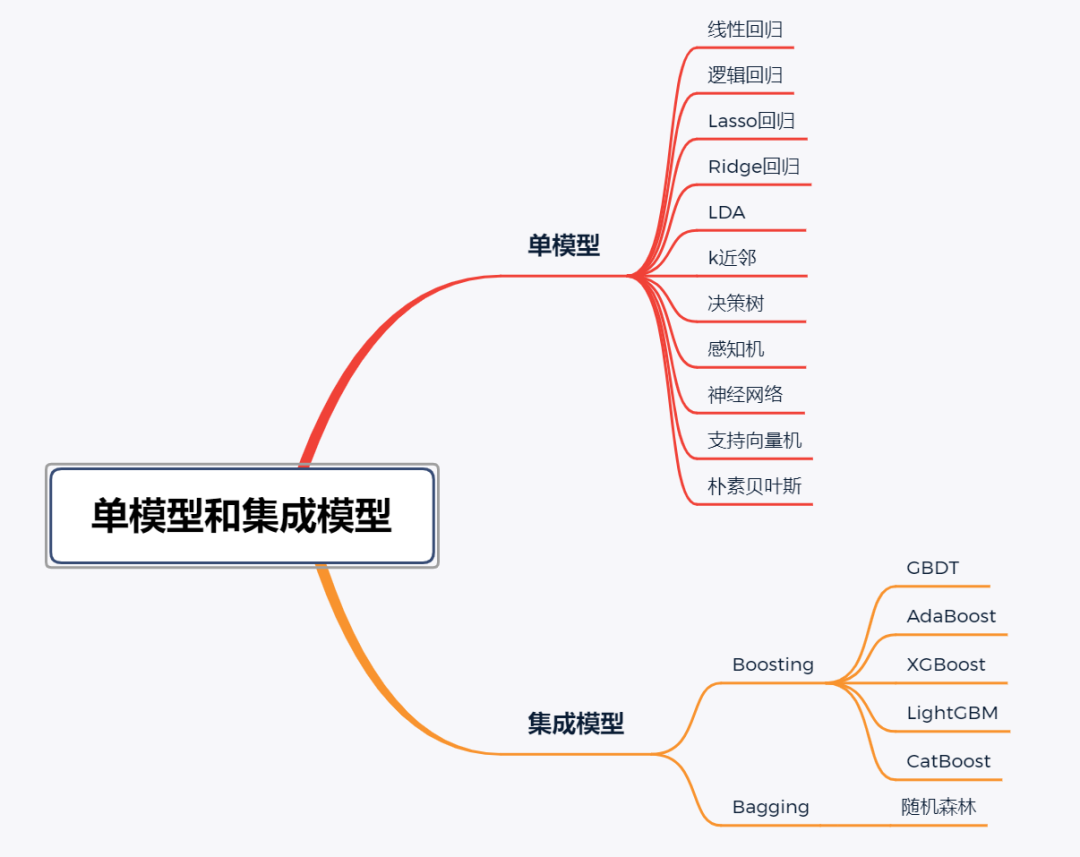 单模型和集成模型
单模型
线性回归
逻辑回归
Lasso回归
Ridge回归
LDA
k近邻
决策树
感知机
神经网络
支持向量机
朴素贝叶斯
集成模型
Boosting
GBDT
AdaBoost
XGBoost
LightGBM
CatBoost
Bagging
随机森林